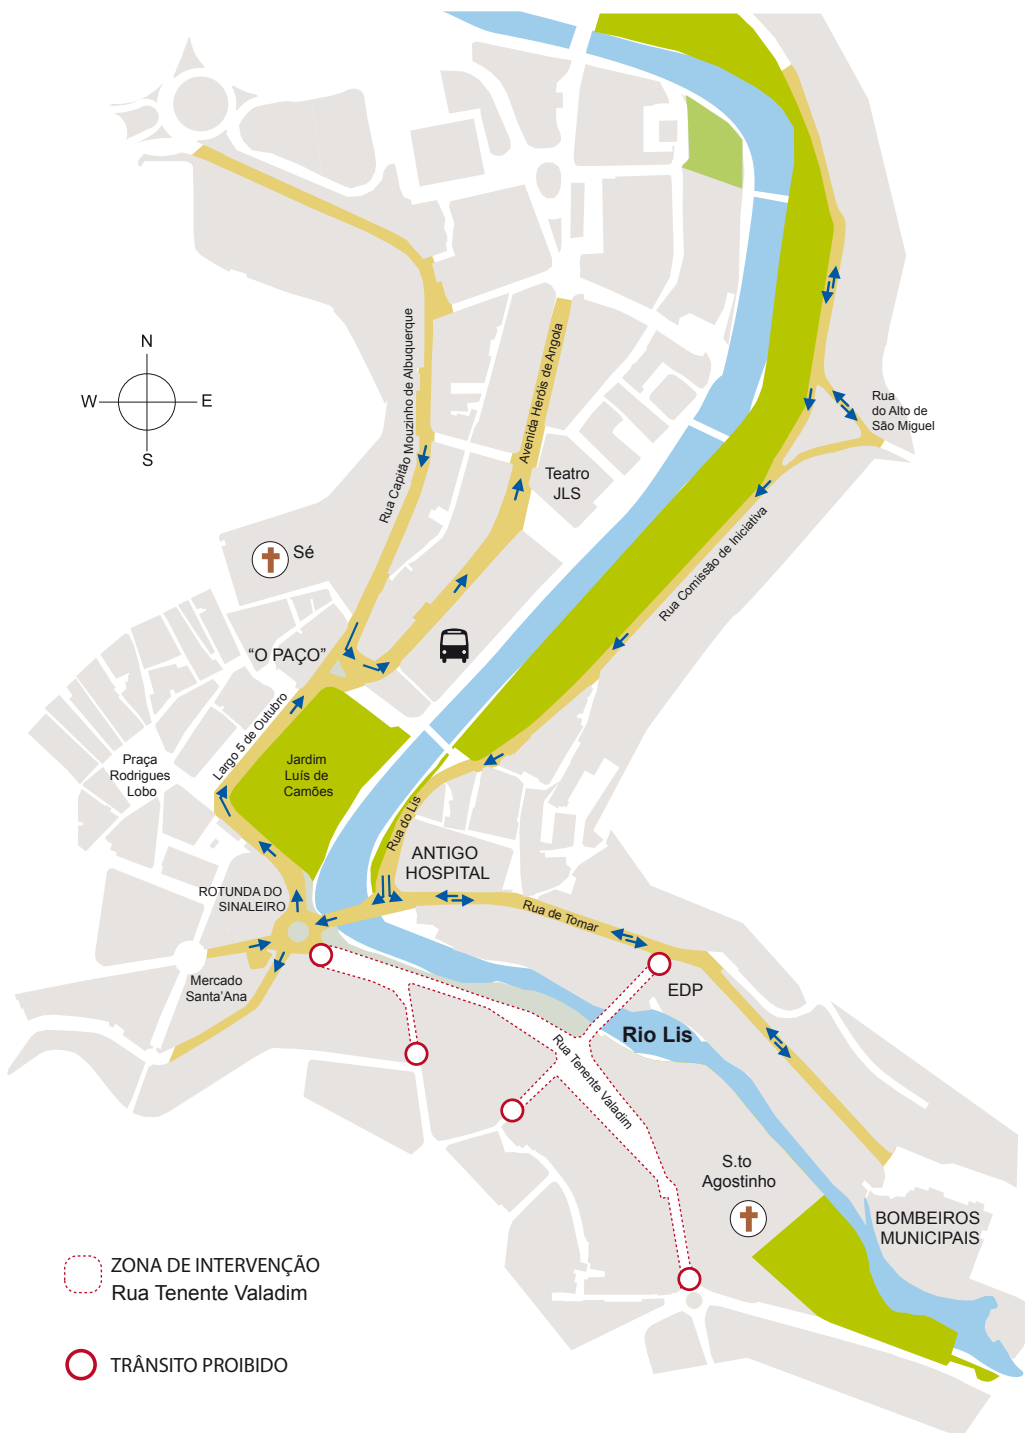 N
W
E
S
Rua Capitão Mouzinho de Albuquerque
Avenida Heróis de Angola
Teatro
JLS
Rua
do Alto de
São Miguel
Rua Comissão de Iniciativa
Sé
"O PAÇO"
Largo 5 de Outubro
Praça
Rodrigues
Lobo
Jardim
Luís de
Camões
Rua do Lis
ANTIGO
HOSPITAL
ROTUNDA DO
SINALEIRO
Rua de Tomar
Mercado
Santa'Ana
EDP
Rio Lis
Rua Tenente Valadim
S.to
Agostinho
BOMBEIROS
MUNICIPAIS
ZONA DE INTERVENÇÃO
Rua Tenente Valadim
TRÂNSITO PROIBIDO